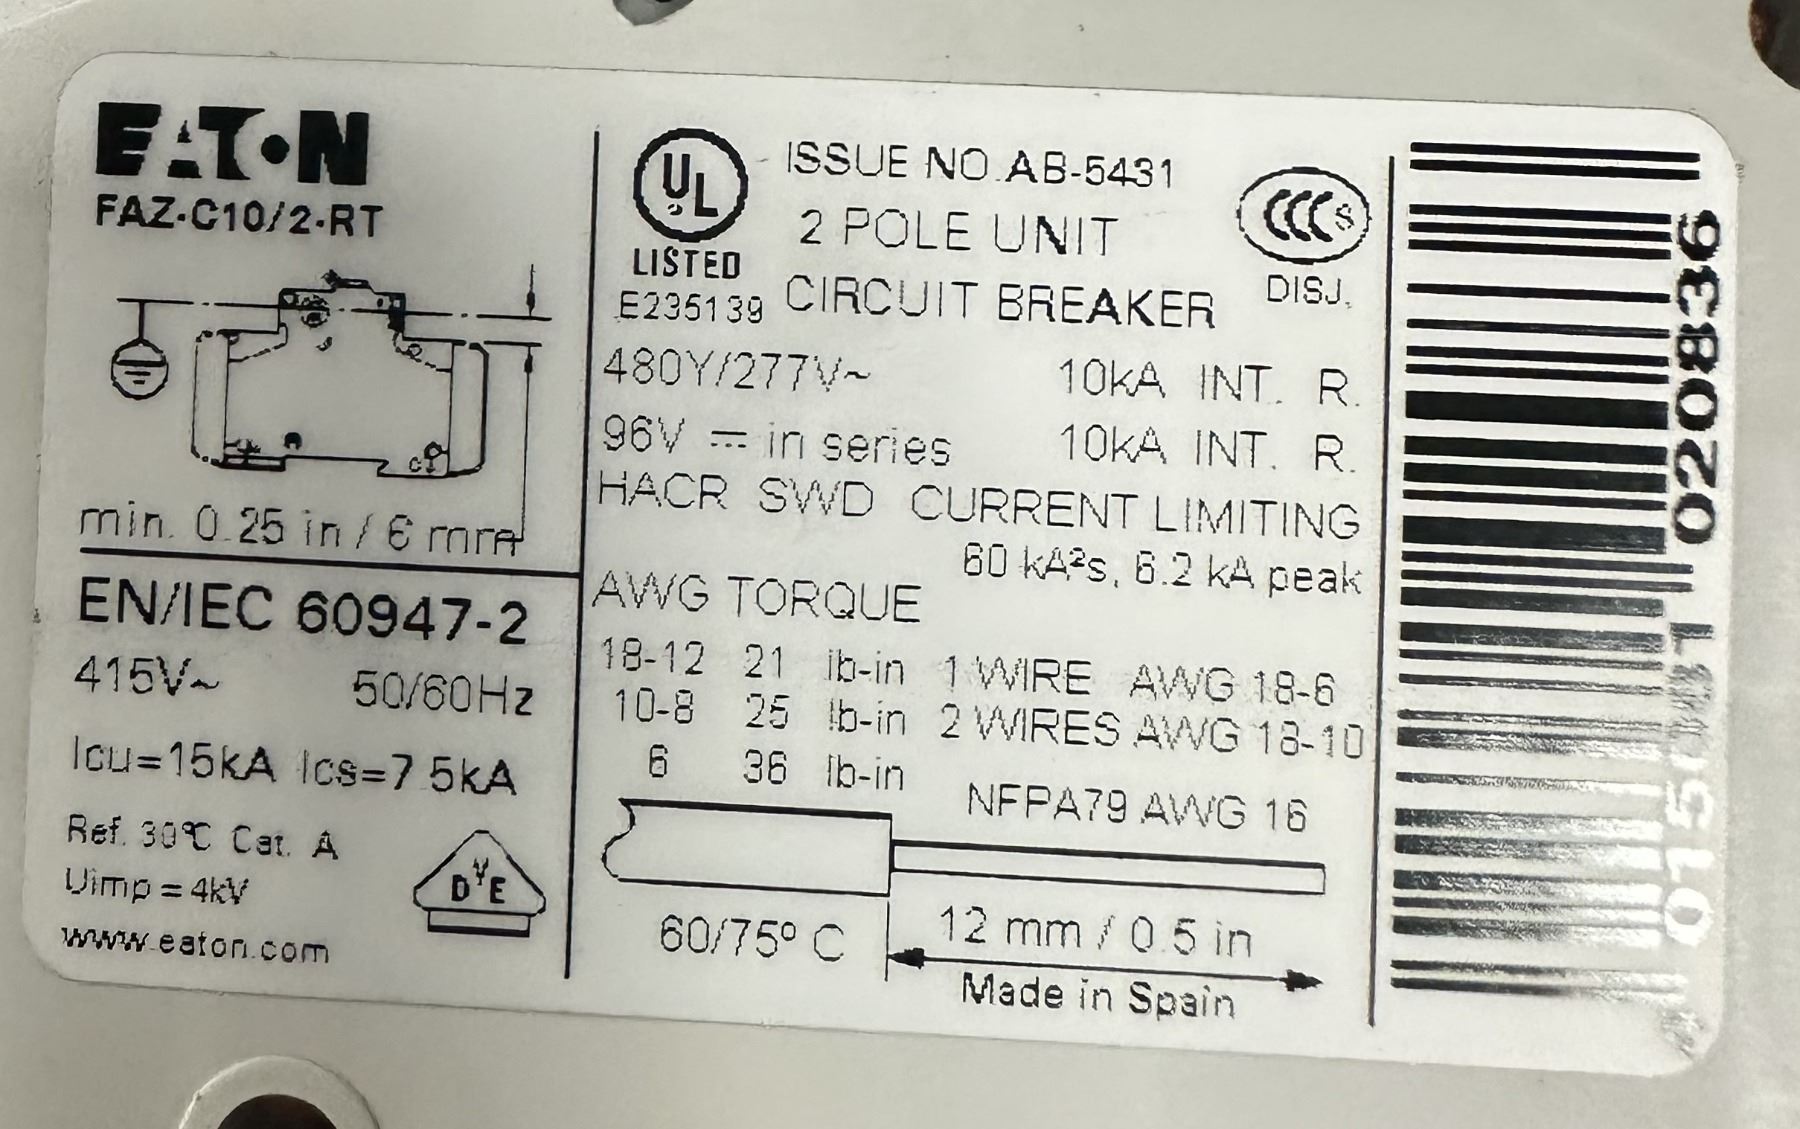 EATON
FAZ-C10/2-RT
min. 0.25 in / 6 mm
EN/IEC 60947-2
415V~ 50/60Hz
Icu=15kA Ics=7.5kA
Ref. 30°C Cat. A
Uimp = 4kV
www.eaton.com
DVE
UL
LISTED
E235139
ISSUE NO. AB-5431
2 POLE UNIT
CIRCUIT BREAKER
CCC S
DISJ.
480Y/277V~ 10kA INT. R.
96V ⎓ in series 10kA INT. R.
HACR SWD CURRENT LIMITING
60 kA²s, 6.2 kA peak
AWG TORQUE
18-12 21 lb-in 1 WIRE AWG 18-6
10-8 25 lb-in 2 WIRES AWG 18-10
6 36 lb-in
NFPA79 AWG 16
60/75° C
12 mm / 0.5 in
Made in Spain
0220836